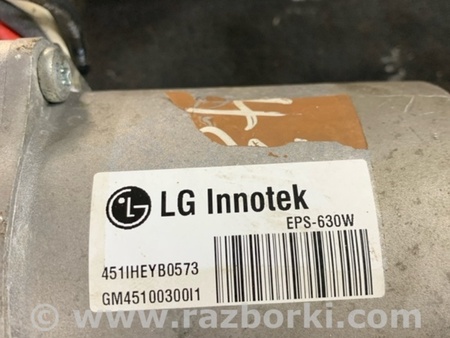 LG Innotek
EPS-630W
451IHEYB0573
GM45100300I1
www.razborki.com